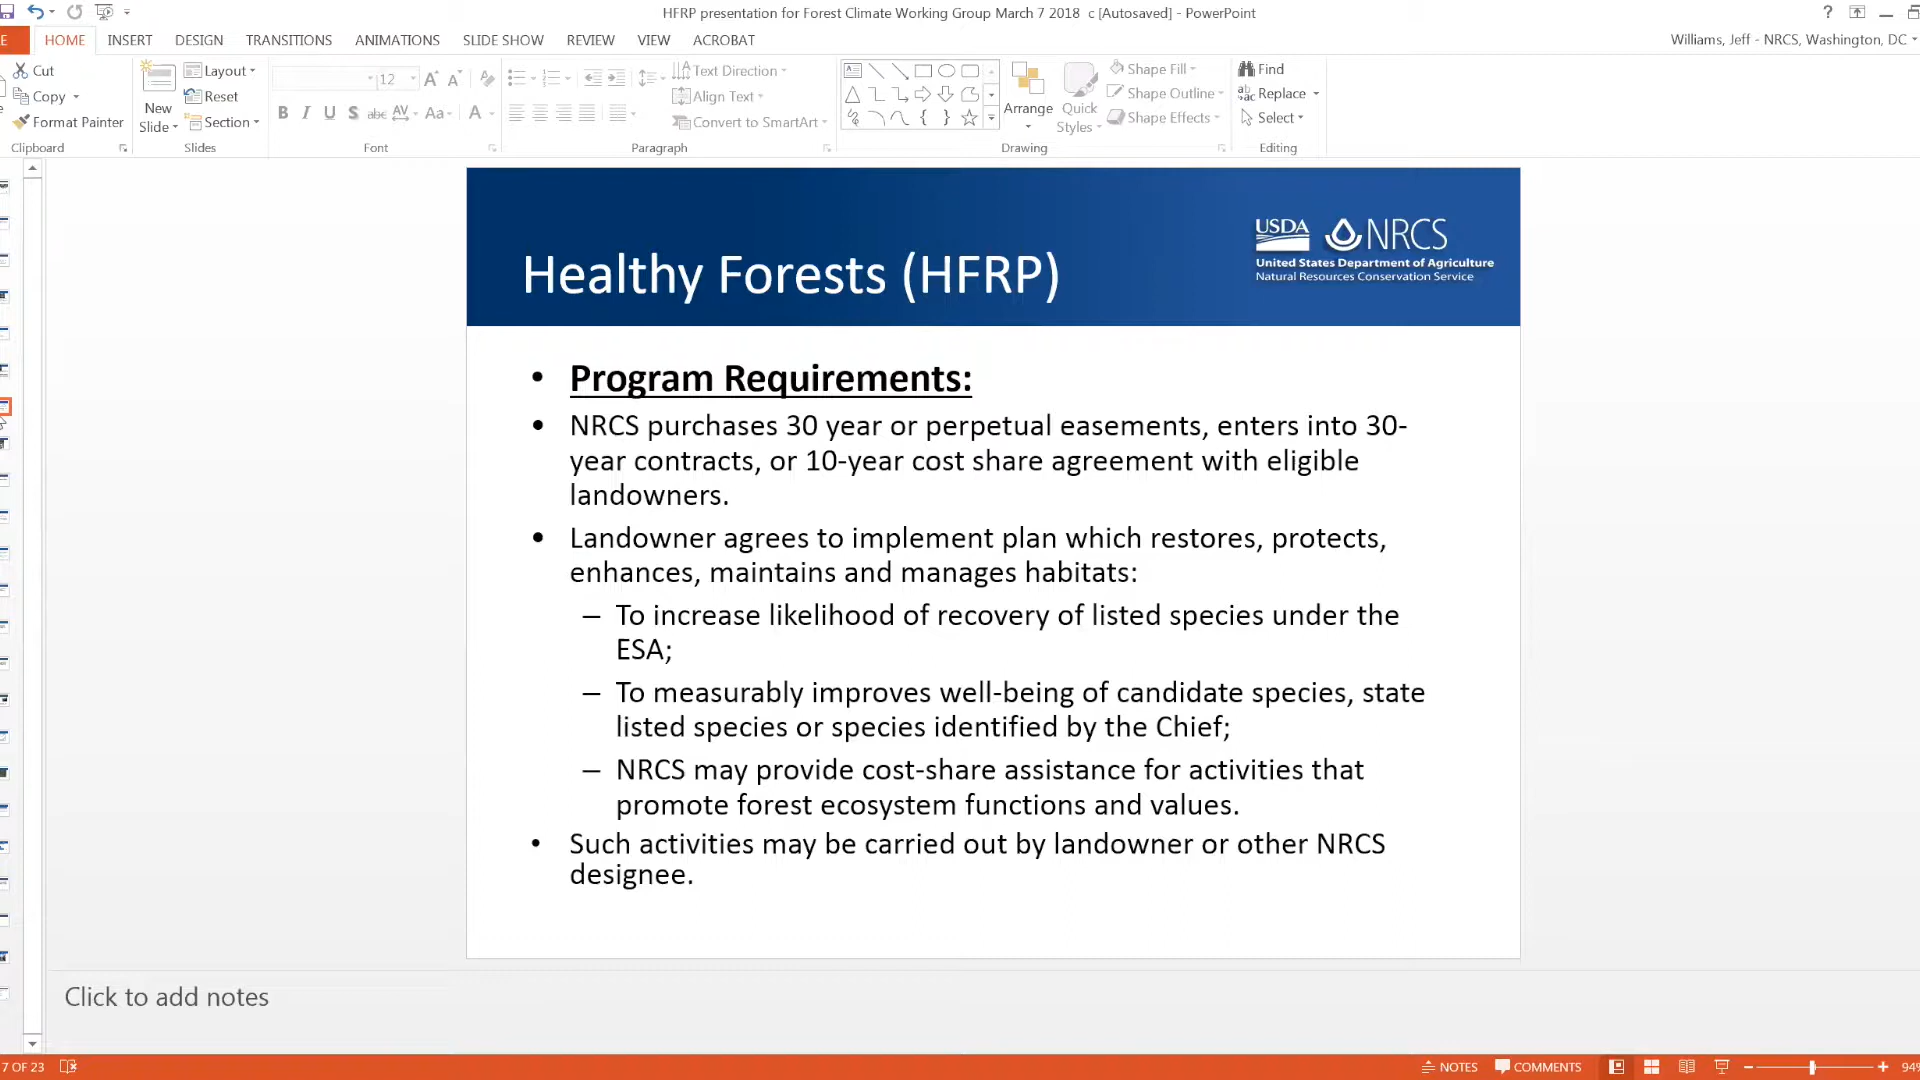 HFRP presentation for Forest Climate Working Group March 7 2018 c [Autosaved] - PowerPoint
?
HOME INSERT DESIGN TRANSITIONS ANIMATIONS SLIDE SHOW REVIEW VIEW ACROBAT
Williams, Jeff - NRCS, Washington, DC
Cut
Copy
Format Painter
Clipboard
New
Slide
Layout
Reset
Section
Slides
12
B I U S abc AV Aa A
Font
Text Direction
Align Text
Convert to SmartArt
Paragraph
Arrange
Quick
Styles
Shape Fill
Shape Outline
Shape Effects
Drawing
Find
Replace
Select
Editing
Healthy Forests (HFRP)
USDA NRCS
United States Department of Agriculture
Natural Resources Conservation Service
• Program Requirements:
• NRCS purchases 30 year or perpetual easements, enters into 30-
year contracts, or 10-year cost share agreement with eligible
landowners.
• Landowner agrees to implement plan which restores, protects,
enhances, maintains and manages habitats:
– To increase likelihood of recovery of listed species under the
ESA;
– To measurably improves well-being of candidate species, state
listed species or species identified by the Chief;
– NRCS may provide cost-share assistance for activities that
promote forest ecosystem functions and values.
• Such activities may be carried out by landowner or other NRCS
designee.
Click to add notes
7 OF 23
NOTES COMMENTS 94%